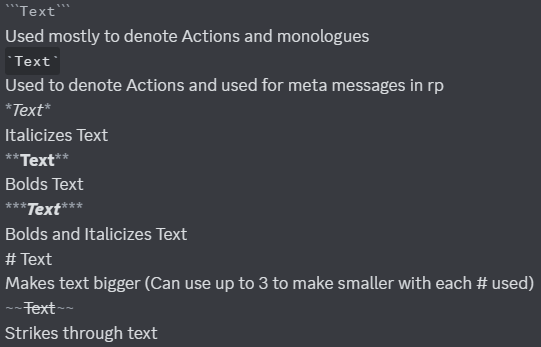 ```Text```
Used mostly to denote Actions and monologues
`Text`
Used to denote Actions and used for meta messages in rp
*Text*
Italicizes Text
**Text**
Bolds Text
***Text***
Bolds and Italicizes Text
# Text
Makes text bigger (Can use up to 3 to make smaller with each # used)
~~Text~~
Strikes through text